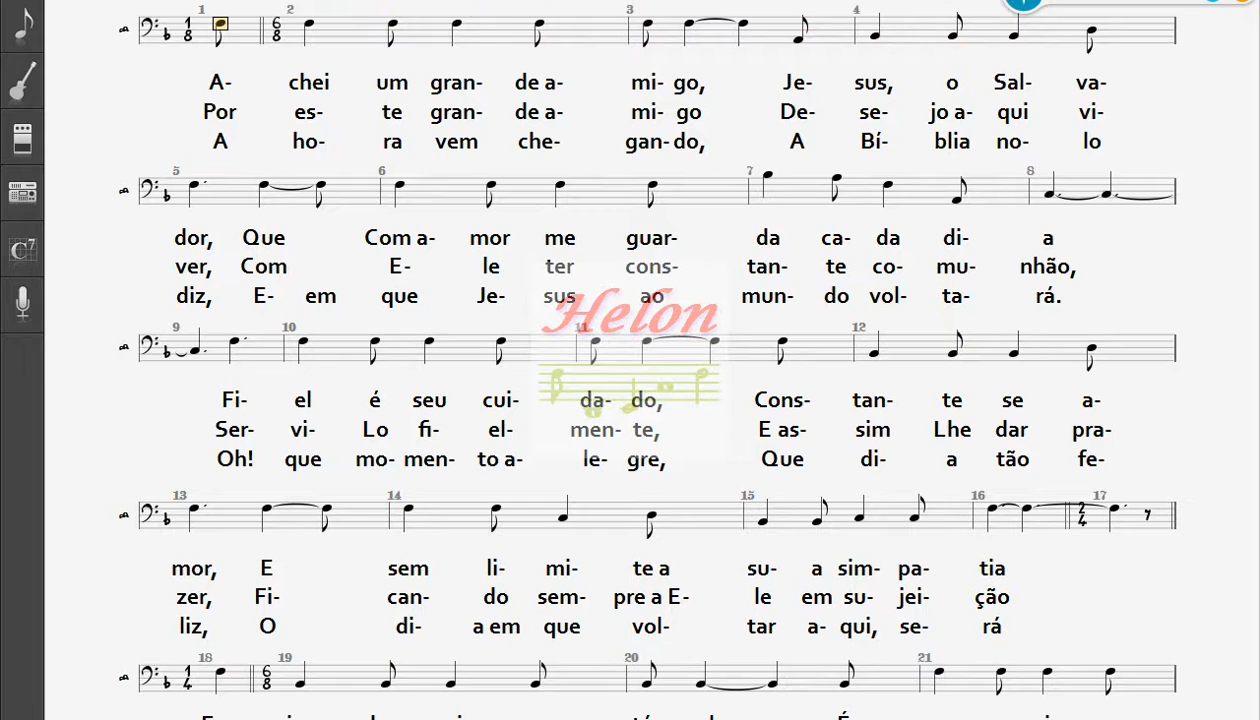 A- chei um gran- de a- mi- go, Je- sus, o Sal- va-
Por es- te gran- de a- mi- go De- se- jo a- qui vi-
A ho- ra vem che- gan- do, A Bí- blia no- lo
dor, Que Com a- mor me guar- da ca- da di- a
ver, Com E- le ter cons- tan- te co- mu- nhão,
diz, E- em que Je- sus ao mun- do vol- ta- rá.
Helon
Fi- el é seu cui- da- do, Cons- tan- te se a-
Ser- vi- Lo fi- el- men- te, E as- sim Lhe dar pra-
Oh! que mo- men- to a- le- gre, Que di- a tão fe-
mor, E sem li- mi- te a su- a sim- pa- tia
zer, Fi- can- do sem- pre a E- le em su- jei- ção
liz, O di- a em que vol- tar a- qui, se- rá